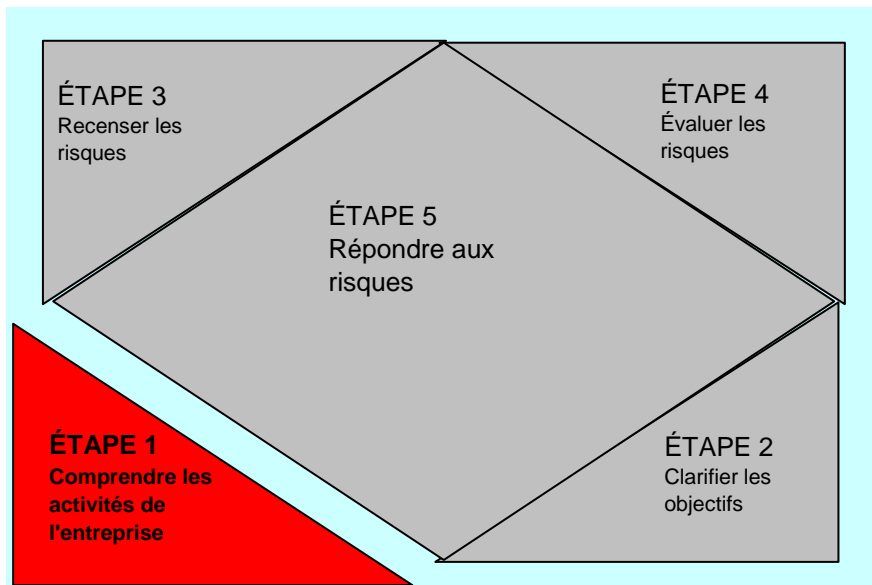 ÉTAPE 3
Recenser les
risques
ÉTAPE 4
Évaluer les
risques
ÉTAPE 5
Répondre aux
risques
ÉTAPE 1
Comprendre les
activités de
l'entreprise
ÉTAPE 2
Clarifier les
objectifs